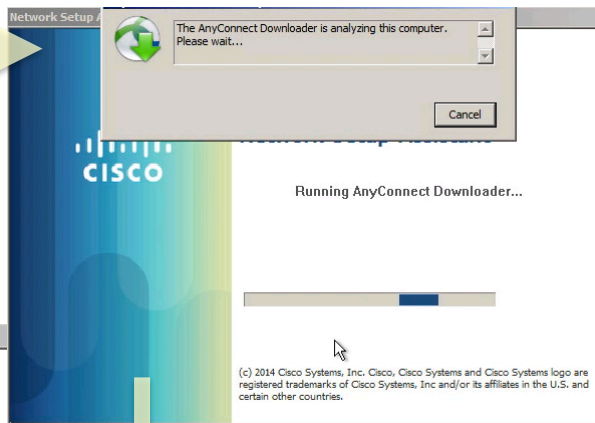 Network Setup A
The AnyConnect Downloader is analyzing this computer.
Please wait...
Cancel
CISCO
Running AnyConnect Downloader...
(c) 2014 Cisco Systems, Inc. Cisco, Cisco Systems and Cisco Systems logo are
registered trademarks of Cisco Systems, Inc and/or its affiliates in the U.S. and
certain other countries.